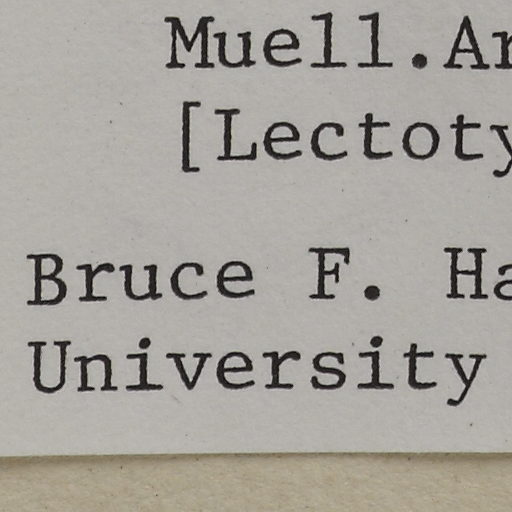 Muell.Ar
[Lectoty
Bruce F. Ha
University